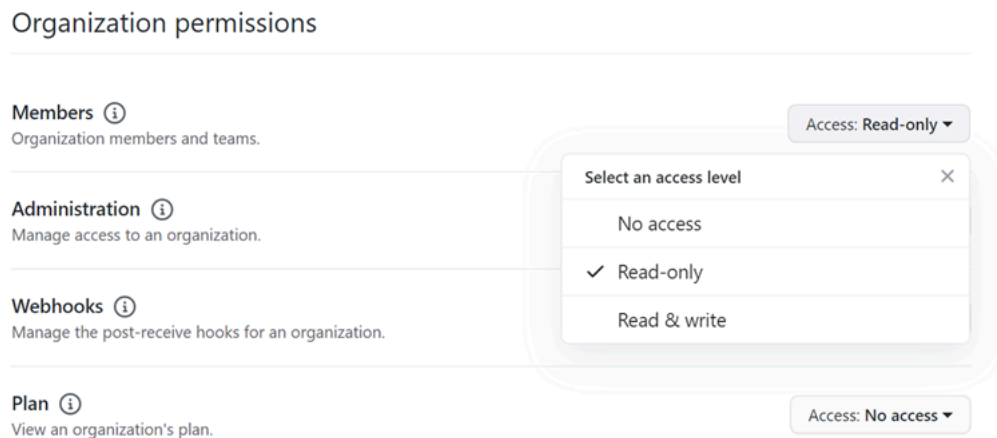 Organization permissions
Members
Organization members and teams.
Access: Read-only
Select an access level
No access
Read-only
Read & write
Administration
Manage access to an organization.
Webhooks
Manage the post-receive hooks for an organization.
Plan
View an organization's plan.
Access: No access